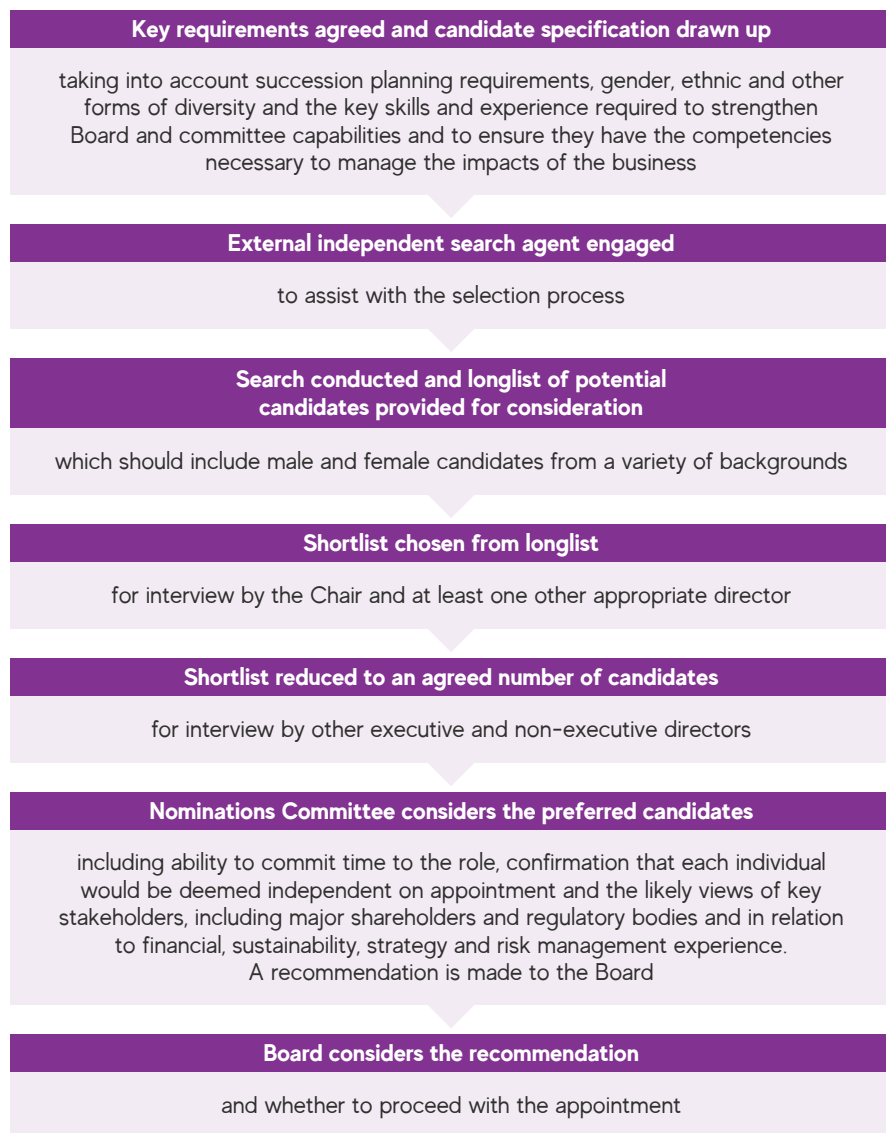 Key requirements agreed and candidate specification drawn up
taking into account succession planning requirements, gender, ethnic and other
forms of diversity and the key skills and experience required to strengthen
Board and committee capabilities and to ensure they have the competencies
necessary to manage the impacts of the business
External independent search agent engaged
to assist with the selection process
Search conducted and longlist of potential
candidates provided for consideration
which should include male and female candidates from a variety of backgrounds
Shortlist chosen from longlist
for interview by the Chair and at least one other appropriate director
Shortlist reduced to an agreed number of candidates
for interview by other executive and non-executive directors
Nominations Committee considers the preferred candidates
including ability to commit time to the role, confirmation that each individual
would be deemed independent on appointment and the likely views of key
stakeholders, including major shareholders and regulatory bodies and in relation
to financial, sustainability, strategy and risk management experience.
A recommendation is made to the Board
Board considers the recommendation
and whether to proceed with the appointment